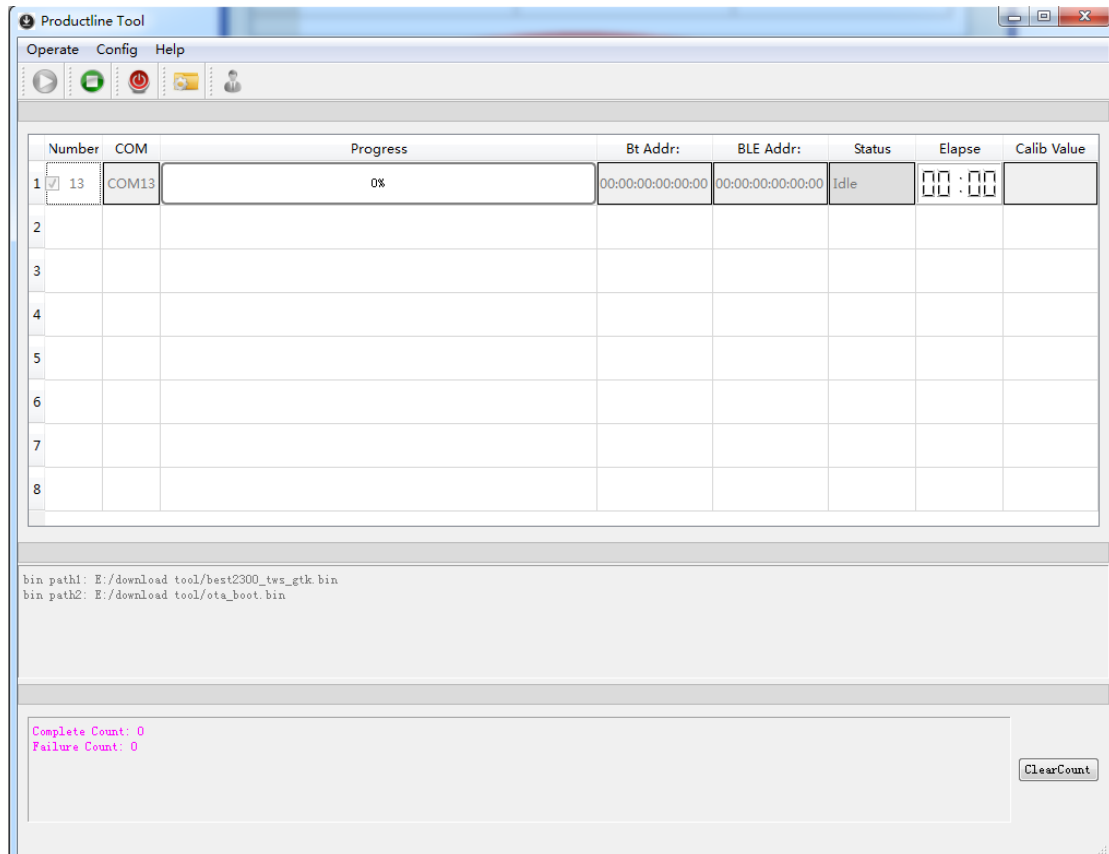 Productline Tool
Operate Config Help
Number COM Progress Bt Addr: BLE Addr: Status Elapse Calib Value
1 13 COM13 0% 00:00:00:00:00:00 00:00:00:00:00:00 Idle 00:00
2
3
4
5
6
7
8
bin path1: E:/download tool/best2300_tws_gtk.bin
bin path2: E:/download tool/ota_boot.bin
Complete Count: 0
Failure Count: 0
ClearCount